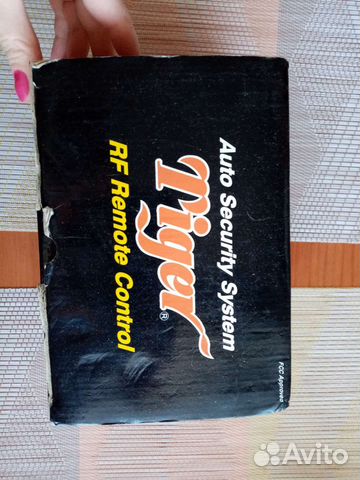 Auto Security System
Tiger®
RF Remote Control
FCC Approved
Avito